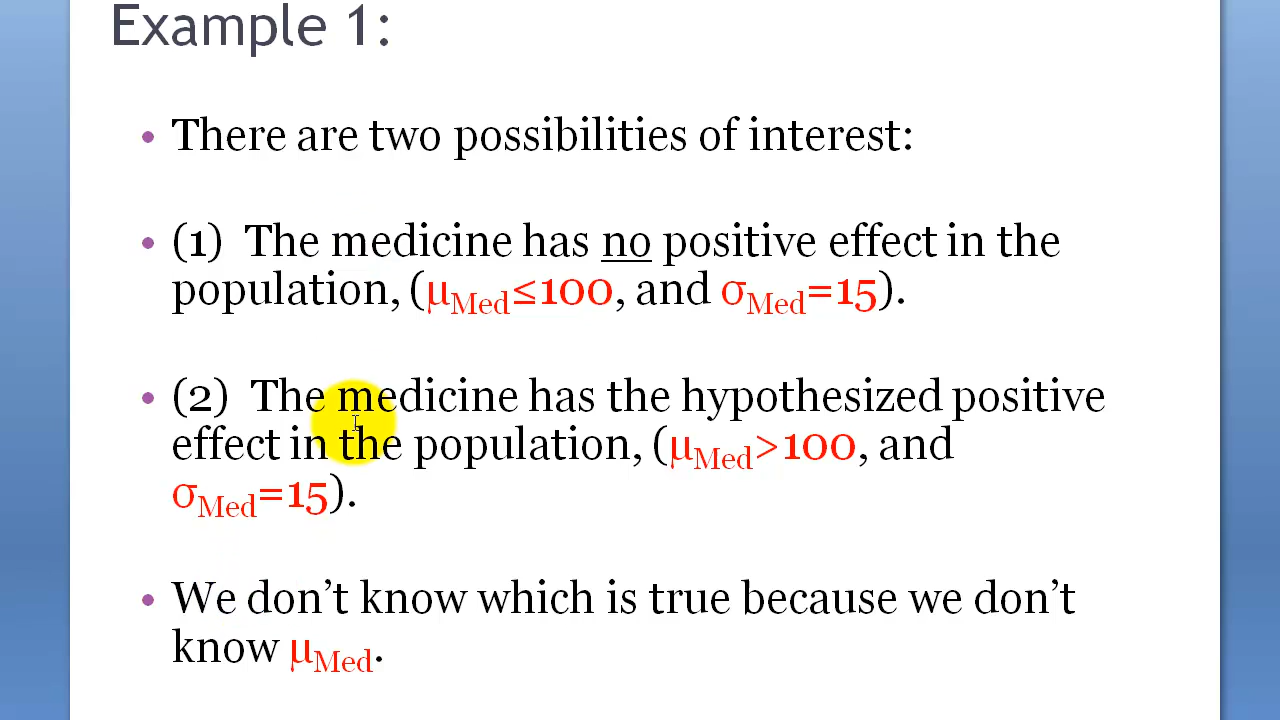 Example 1:
• There are two possibilities of interest:
• (1) The medicine has no positive effect in the
population, (μMed≤100, and σMed=15).
• (2) The medicine has the hypothesized positive
effect in the population, (μMed>100, and
σMed=15).
• We don’t know which is true because we don’t
know μMed.